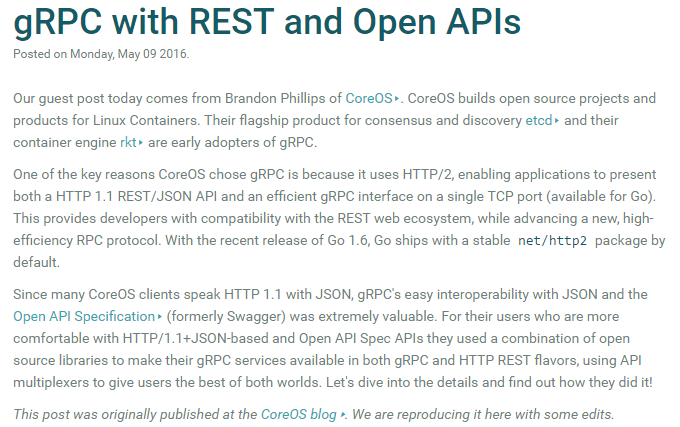 gRPC with REST and Open APIs
Posted on Monday, May 09 2016.
Our guest post today comes from Brandon Phillips of CoreOS‣. CoreOS builds open source projects and
products for Linux Containers. Their flagship product for consensus and discovery etcd‣ and their
container engine rkt‣ are early adopters of gRPC.
One of the key reasons CoreOS chose gRPC is because it uses HTTP/2, enabling applications to present
both a HTTP 1.1 REST/JSON API and an efficient gRPC interface on a single TCP port (available for Go).
This provides developers with compatibility with the REST web ecosystem, while advancing a new, high-
efficiency RPC protocol. With the recent release of Go 1.6, Go ships with a stable net/http2 package by
default.
Since many CoreOS clients speak HTTP 1.1 with JSON, gRPC's easy interoperability with JSON and the
Open API Specification‣ (formerly Swagger) was extremely valuable. For their users who are more
comfortable with HTTP/1.1+JSON-based and Open API Spec APIs they used a combination of open
source libraries to make their gRPC services available in both gRPC and HTTP REST flavors, using API
multiplexers to give users the best of both worlds. Let's dive into the details and find out how they did it!
This post was originally published at the CoreOS blog ‣. We are reproducing it here with some edits.